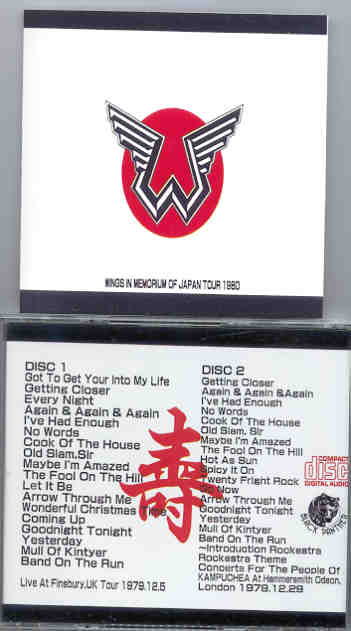 WINGS IN MEMORIUM OF JAPAN TOUR 1980
DISC 1
Got To Get Your Into My Life
Getting Closer
Every Night
Again & Again & Again
I've Had Enough
No Words
Cook Of The House
Old Siam,Sir
Maybe I'm Amazed
The Fool On The Hill
Let It Be
Arrow Through Me
Wonderful Christmas Time
Coming Up
Goodnight Tonight
Yesterday
Mull Of Kintyer
Band On The Run
Live At Finsbury,UK Tour 1979.12.5
寿
DISC 2
Getting Closer
Again & Again &Again
I've Had Enough
No Words
Cook Of The House
Old Siam. Sir
Maybe I'm Amazed
The Fool On The Hill
Hot As Sun
Spicy It On
Twenty Fright Rock
Go Now
Arrow Through Me
Goodnight Tonight
Yesterday
Mull Of Kintyer
Band On The Run
~Introduction Rockestra
Rockestra Theme
Concerts For The People Of
KAMPUCHEA At.Hammersmith Odeon,
London 1979.12.29
COMPACT
disc
DIGITAL AUDIO
BLACK PANTHER